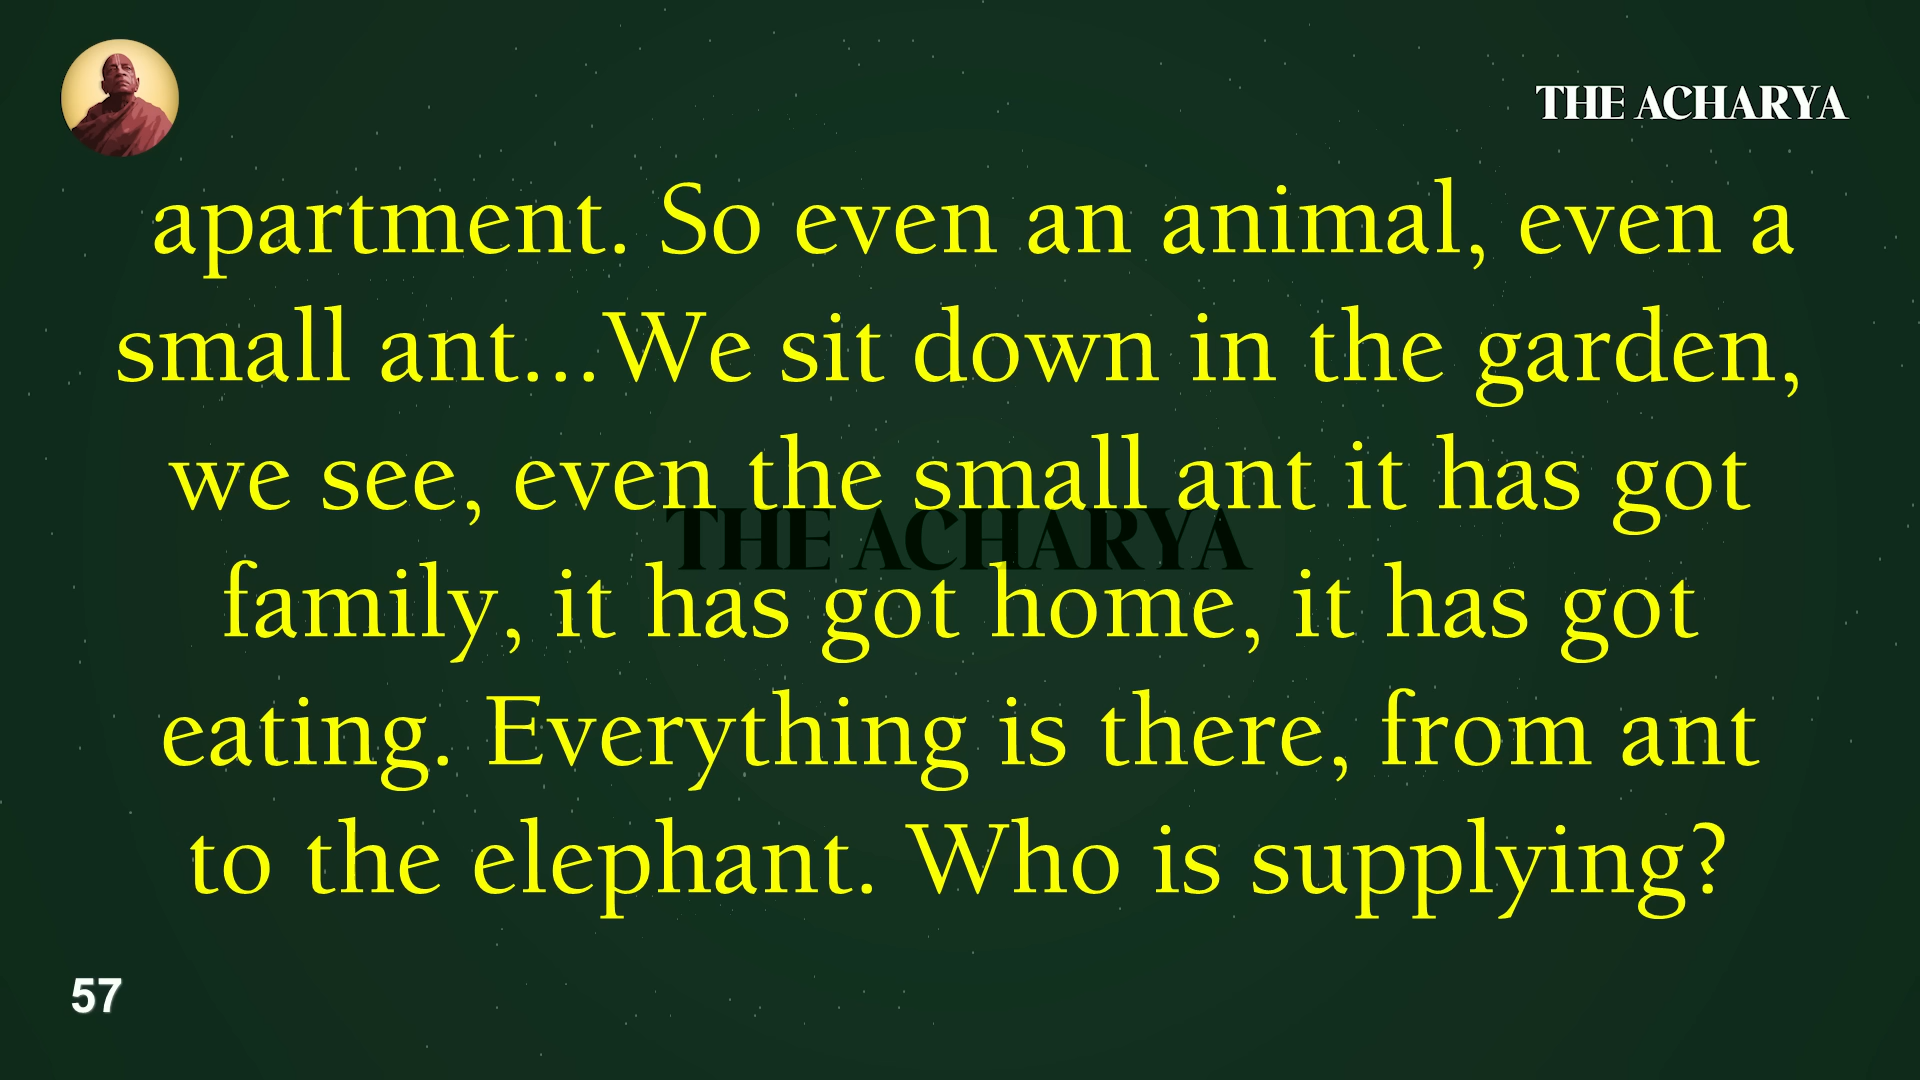 THE ACHARYA
apartment. So even an animal, even a
small ant...We sit down in the garden,
we see, even the small ant it has got
THE ACHARYA
family, it has got home, it has got
eating. Everything is there, from ant
to the elephant. Who is supplying?
57